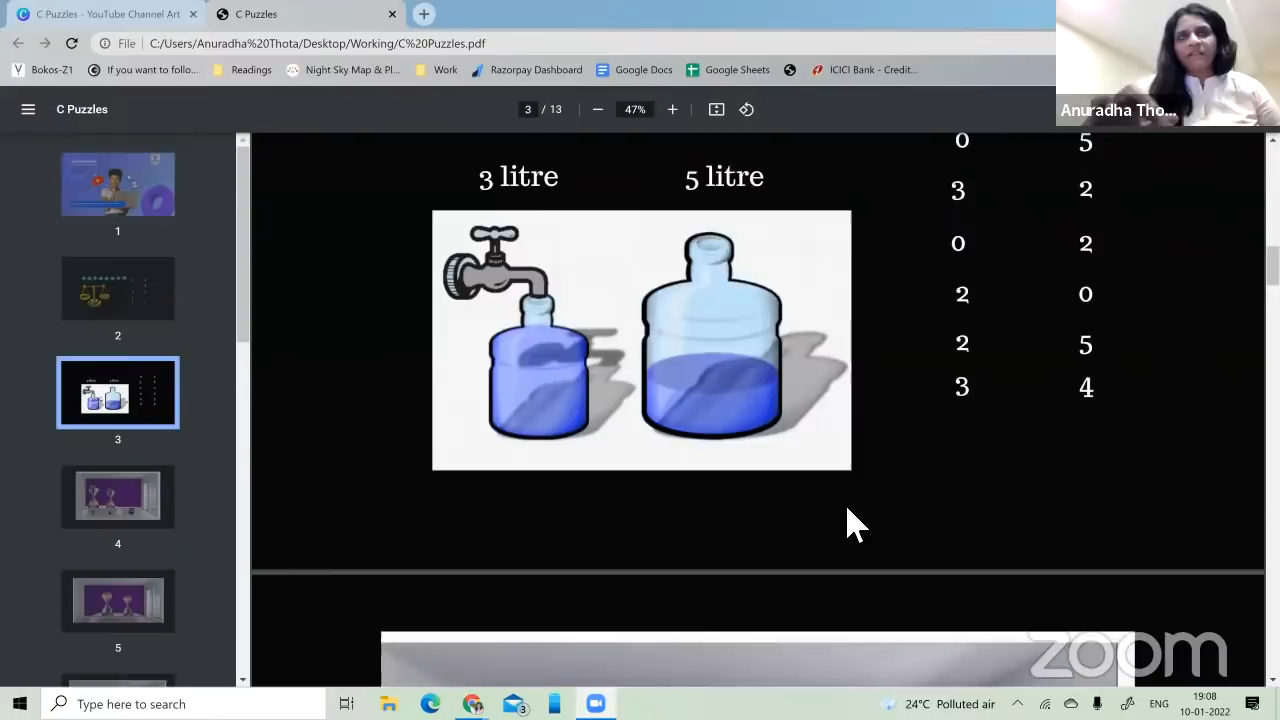 C Puzzles - YouTube Channel Art
C Puzzles
File
C:/Users/Anuradha%20Thota/Desktop/Working/C%20Puzzles.pdf
Bokos-Z1
If you want to follo...
Readings
Night Sky Map & Pl...
Work
Razorpay Dashboard
Google Docs
Google Sheets
ICICI Bank - Credit...
Anuradha Tho...
C Puzzles
3 / 13
47%
1
2
3
4
5
3 litre 5 litre
0 5
3 2
0 2
2 0
2 5
3 4
zoom
Type here to search
3
24°C Polluted air
ENG
19:08
10-01-2022